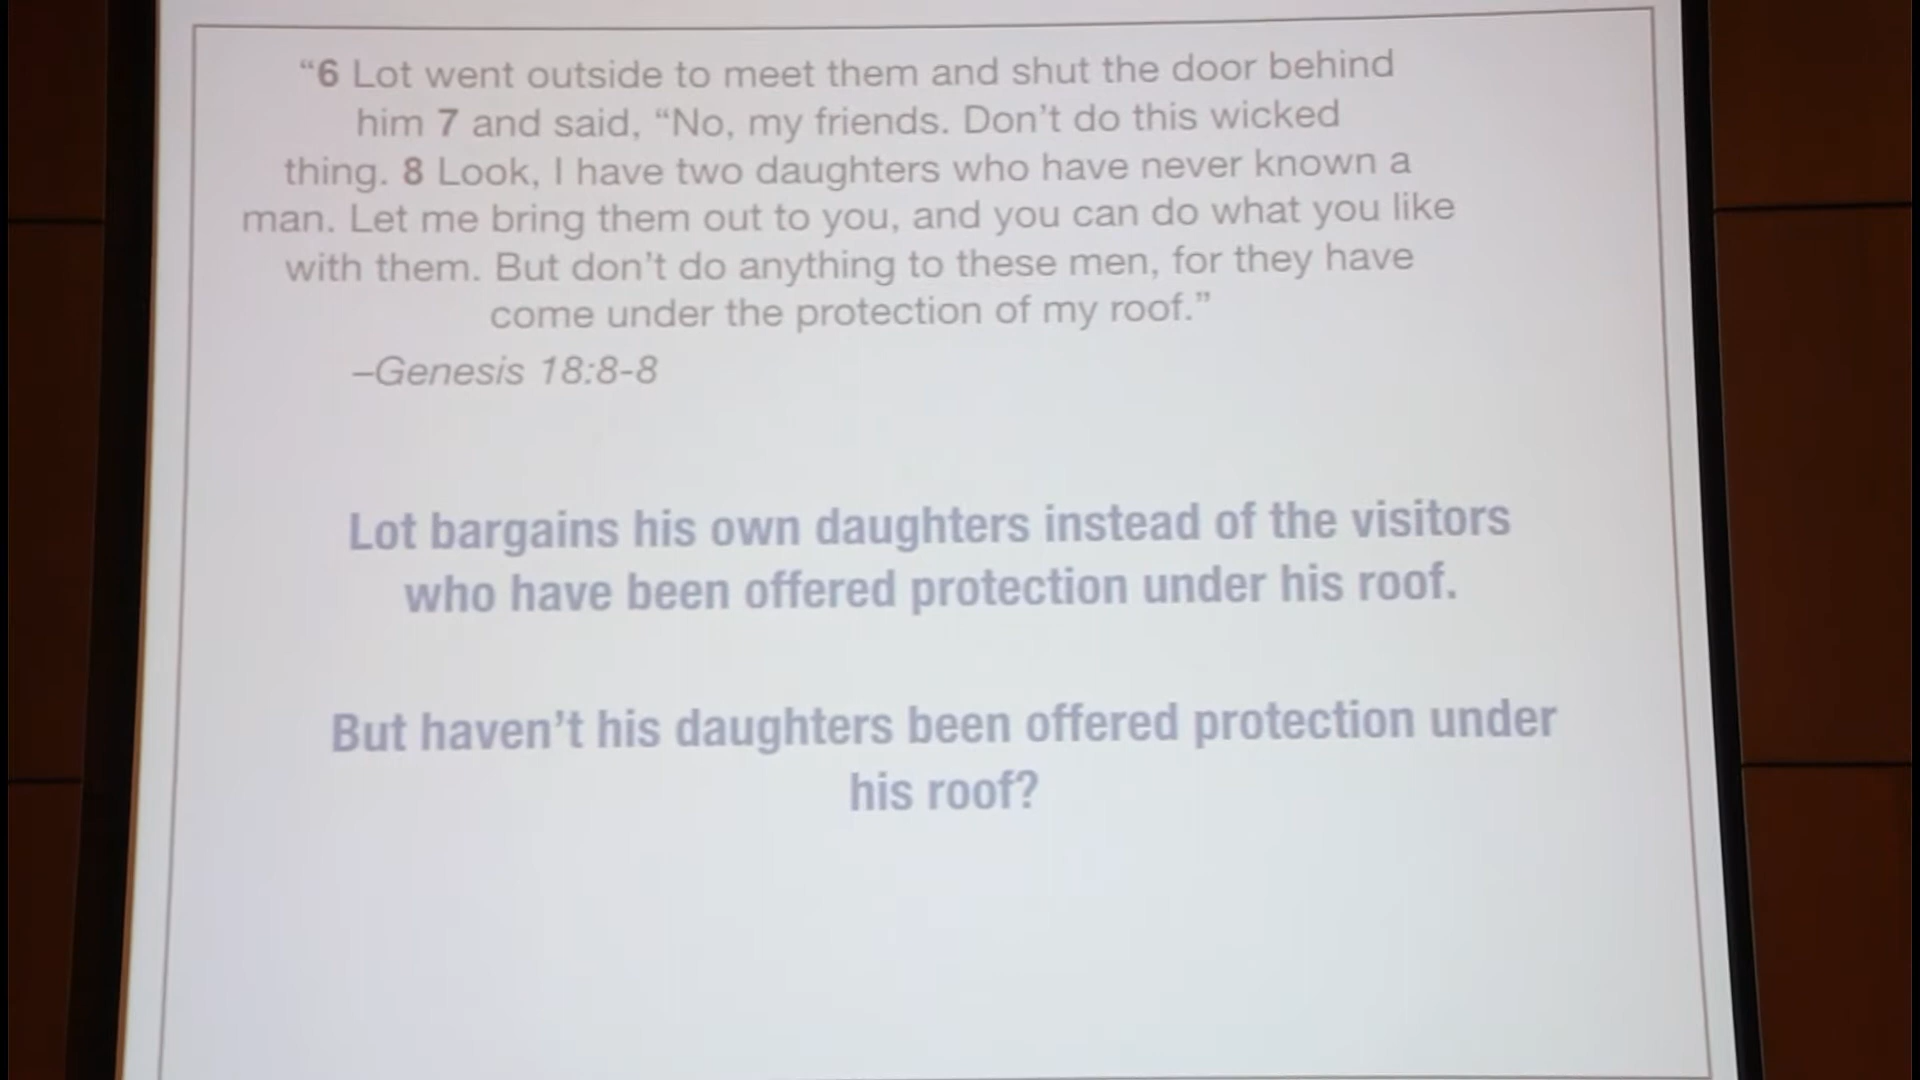 “6 Lot went outside to meet them and shut the door behind
him 7 and said, “No, my friends. Don’t do this wicked
thing. 8 Look, I have two daughters who have never known a
man. Let me bring them out to you, and you can do what you like
with them. But don’t do anything to these men, for they have
come under the protection of my roof.”
–Genesis 18:8-8
Lot bargains his own daughters instead of the visitors
who have been offered protection under his roof.
But haven’t his daughters been offered protection under
his roof?